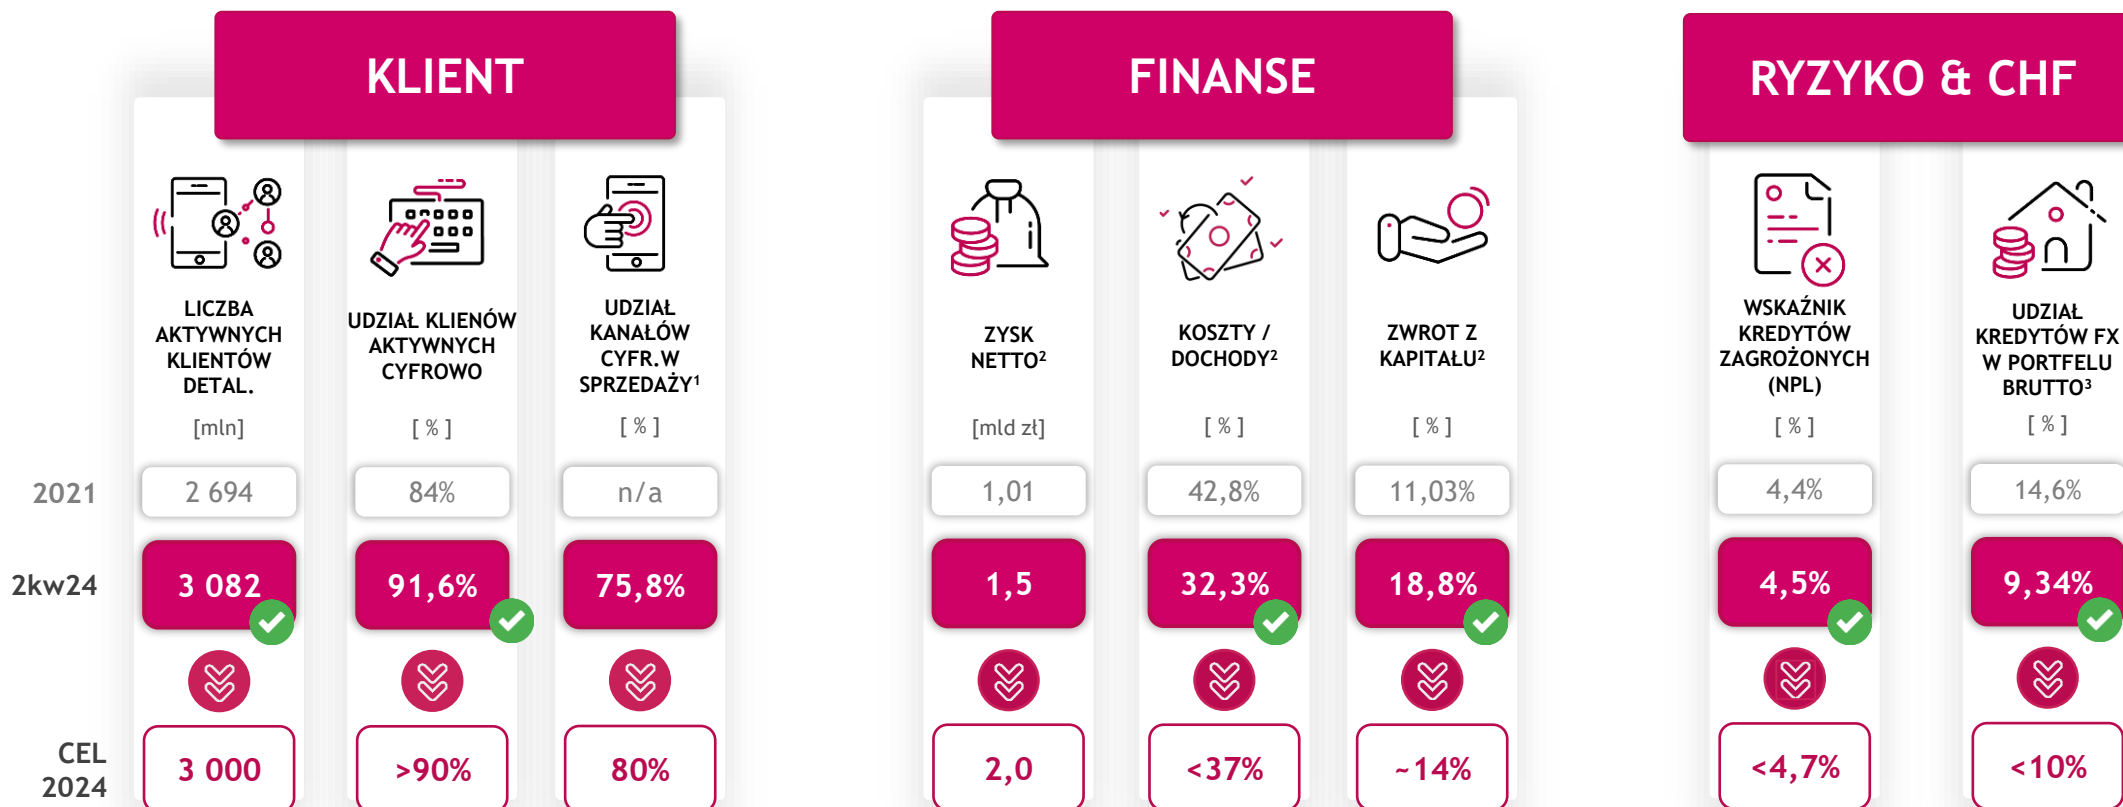 KLIENT
FINANSE
RYZYKO & CHF
LICZBA
AKTYWNYCH
KLIENTÓW
DETAL.
[mln]
UDZIAŁ KLIENÓW
AKTYWNYCH
CYFROWO
[ % ]
UDZIAŁ
KANAŁÓW
CYFR.W
SPRZEDAŻY¹
[ % ]
ZYSK
NETTO²
[mld zł]
KOSZTY /
DOCHODY²
[ % ]
ZWROT Z
KAPITAŁU²
[ % ]
WSKAŹNIK
KREDYTÓW
ZAGROŻONYCH
(NPL)
[ % ]
UDZIAŁ
KREDYTÓW FX
W PORTFELU
BRUTTO³
[ % ]
2021 2 694 84% n/a 1,01 42,8% 11,03% 4,4% 14,6%
2kw24 3 082 91,6% 75,8% 1,5 32,3% 18,8% 4,5% 9,34%
CEL
2024
3 000 >90% 80% 2,0 <37% ~14% <4,7% <10%